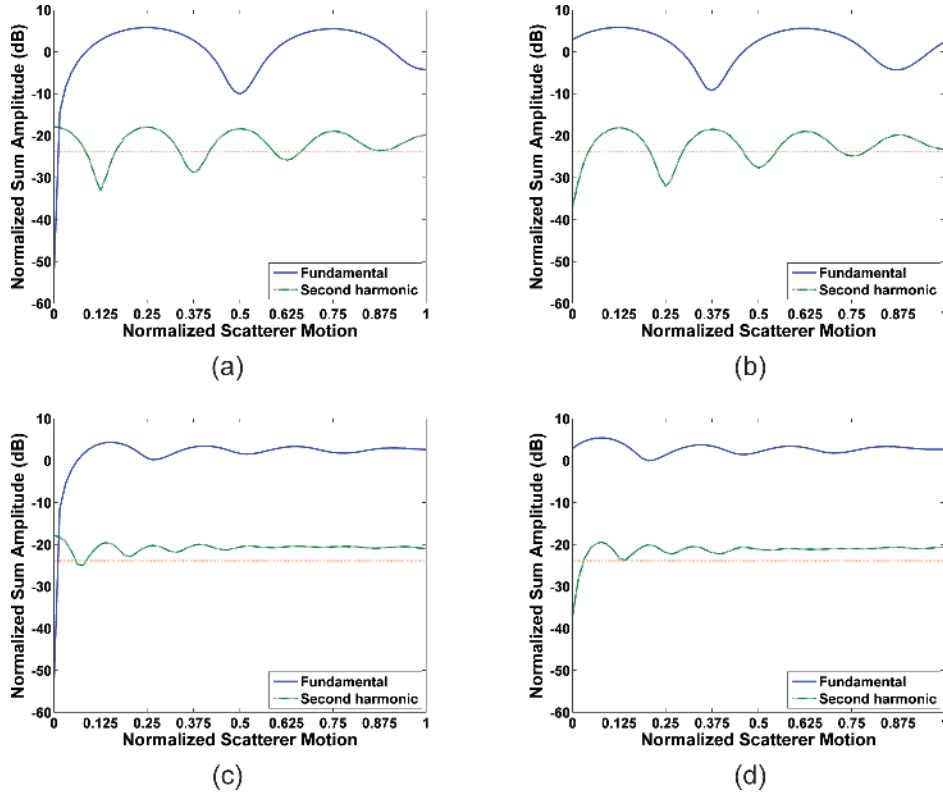 10
0
-10
-20
-30
-40
-50
-60
Normalized Sum Amplitude (dB)
Fundamental
Second harmonic
0 0.125 0.25 0.375 0.5 0.625 0.75 0.875 1
Normalized Scatterer Motion
(a)
10
0
-10
-20
-30
-40
-50
-60
Normalized Sum Amplitude (dB)
Fundamental
Second harmonic
0 0.125 0.25 0.375 0.5 0.625 0.75 0.875 1
Normalized Scatterer Motion
(b)
10
0
-10
-20
-30
-40
-50
-60
Normalized Sum Amplitude (dB)
Fundamental
Second harmonic
0 0.125 0.25 0.375 0.5 0.625 0.75 0.875 1
Normalized Scatterer Motion
(c)
10
0
-10
-20
-30
-40
-50
-60
Normalized Sum Amplitude (dB)
Fundamental
Second harmonic
0 0.125 0.25 0.375 0.5 0.625 0.75 0.875
Normalized Scatterer Motion
(d)